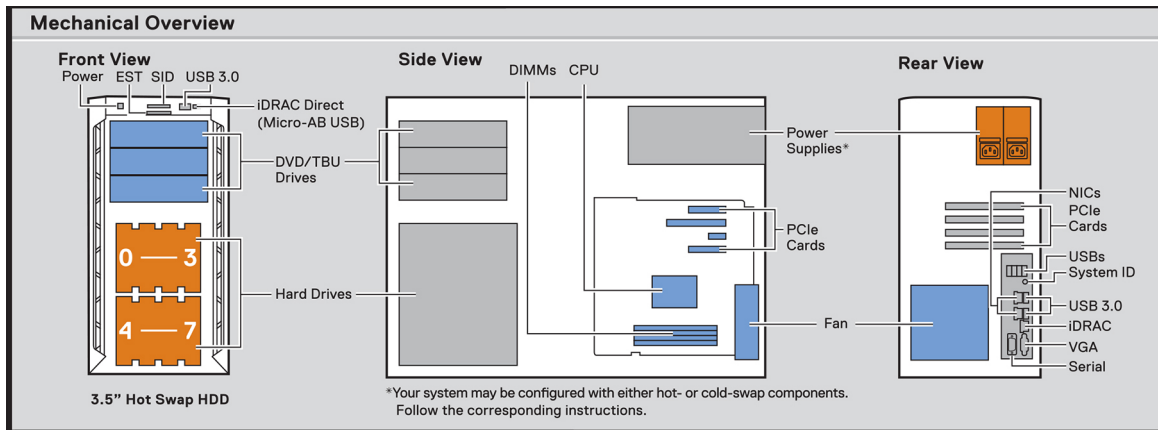 Mechanical Overview
Front View
Power EST SID USB 3.0
iDRAC Direct
(Micro-AB USB)
DVD/TBU
Drives
0 — 3
4 — 7
Hard Drives
3.5” Hot Swap HDD
Side View
DIMMs CPU
Power
Supplies*
PCIe
Cards
Fan
*Your system may be configured with either hot- or cold-swap components.
Follow the corresponding instructions.
Rear View
NICs
PCIe
Cards
USBs
System ID
USB 3.0
iDRAC
VGA
Serial